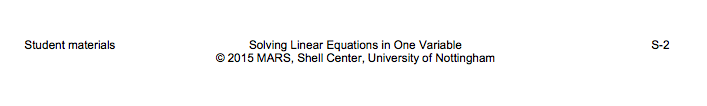 Student materials Solving Linear Equations in One Variable S-2
© 2015 MARS, Shell Center, University of Nottingham